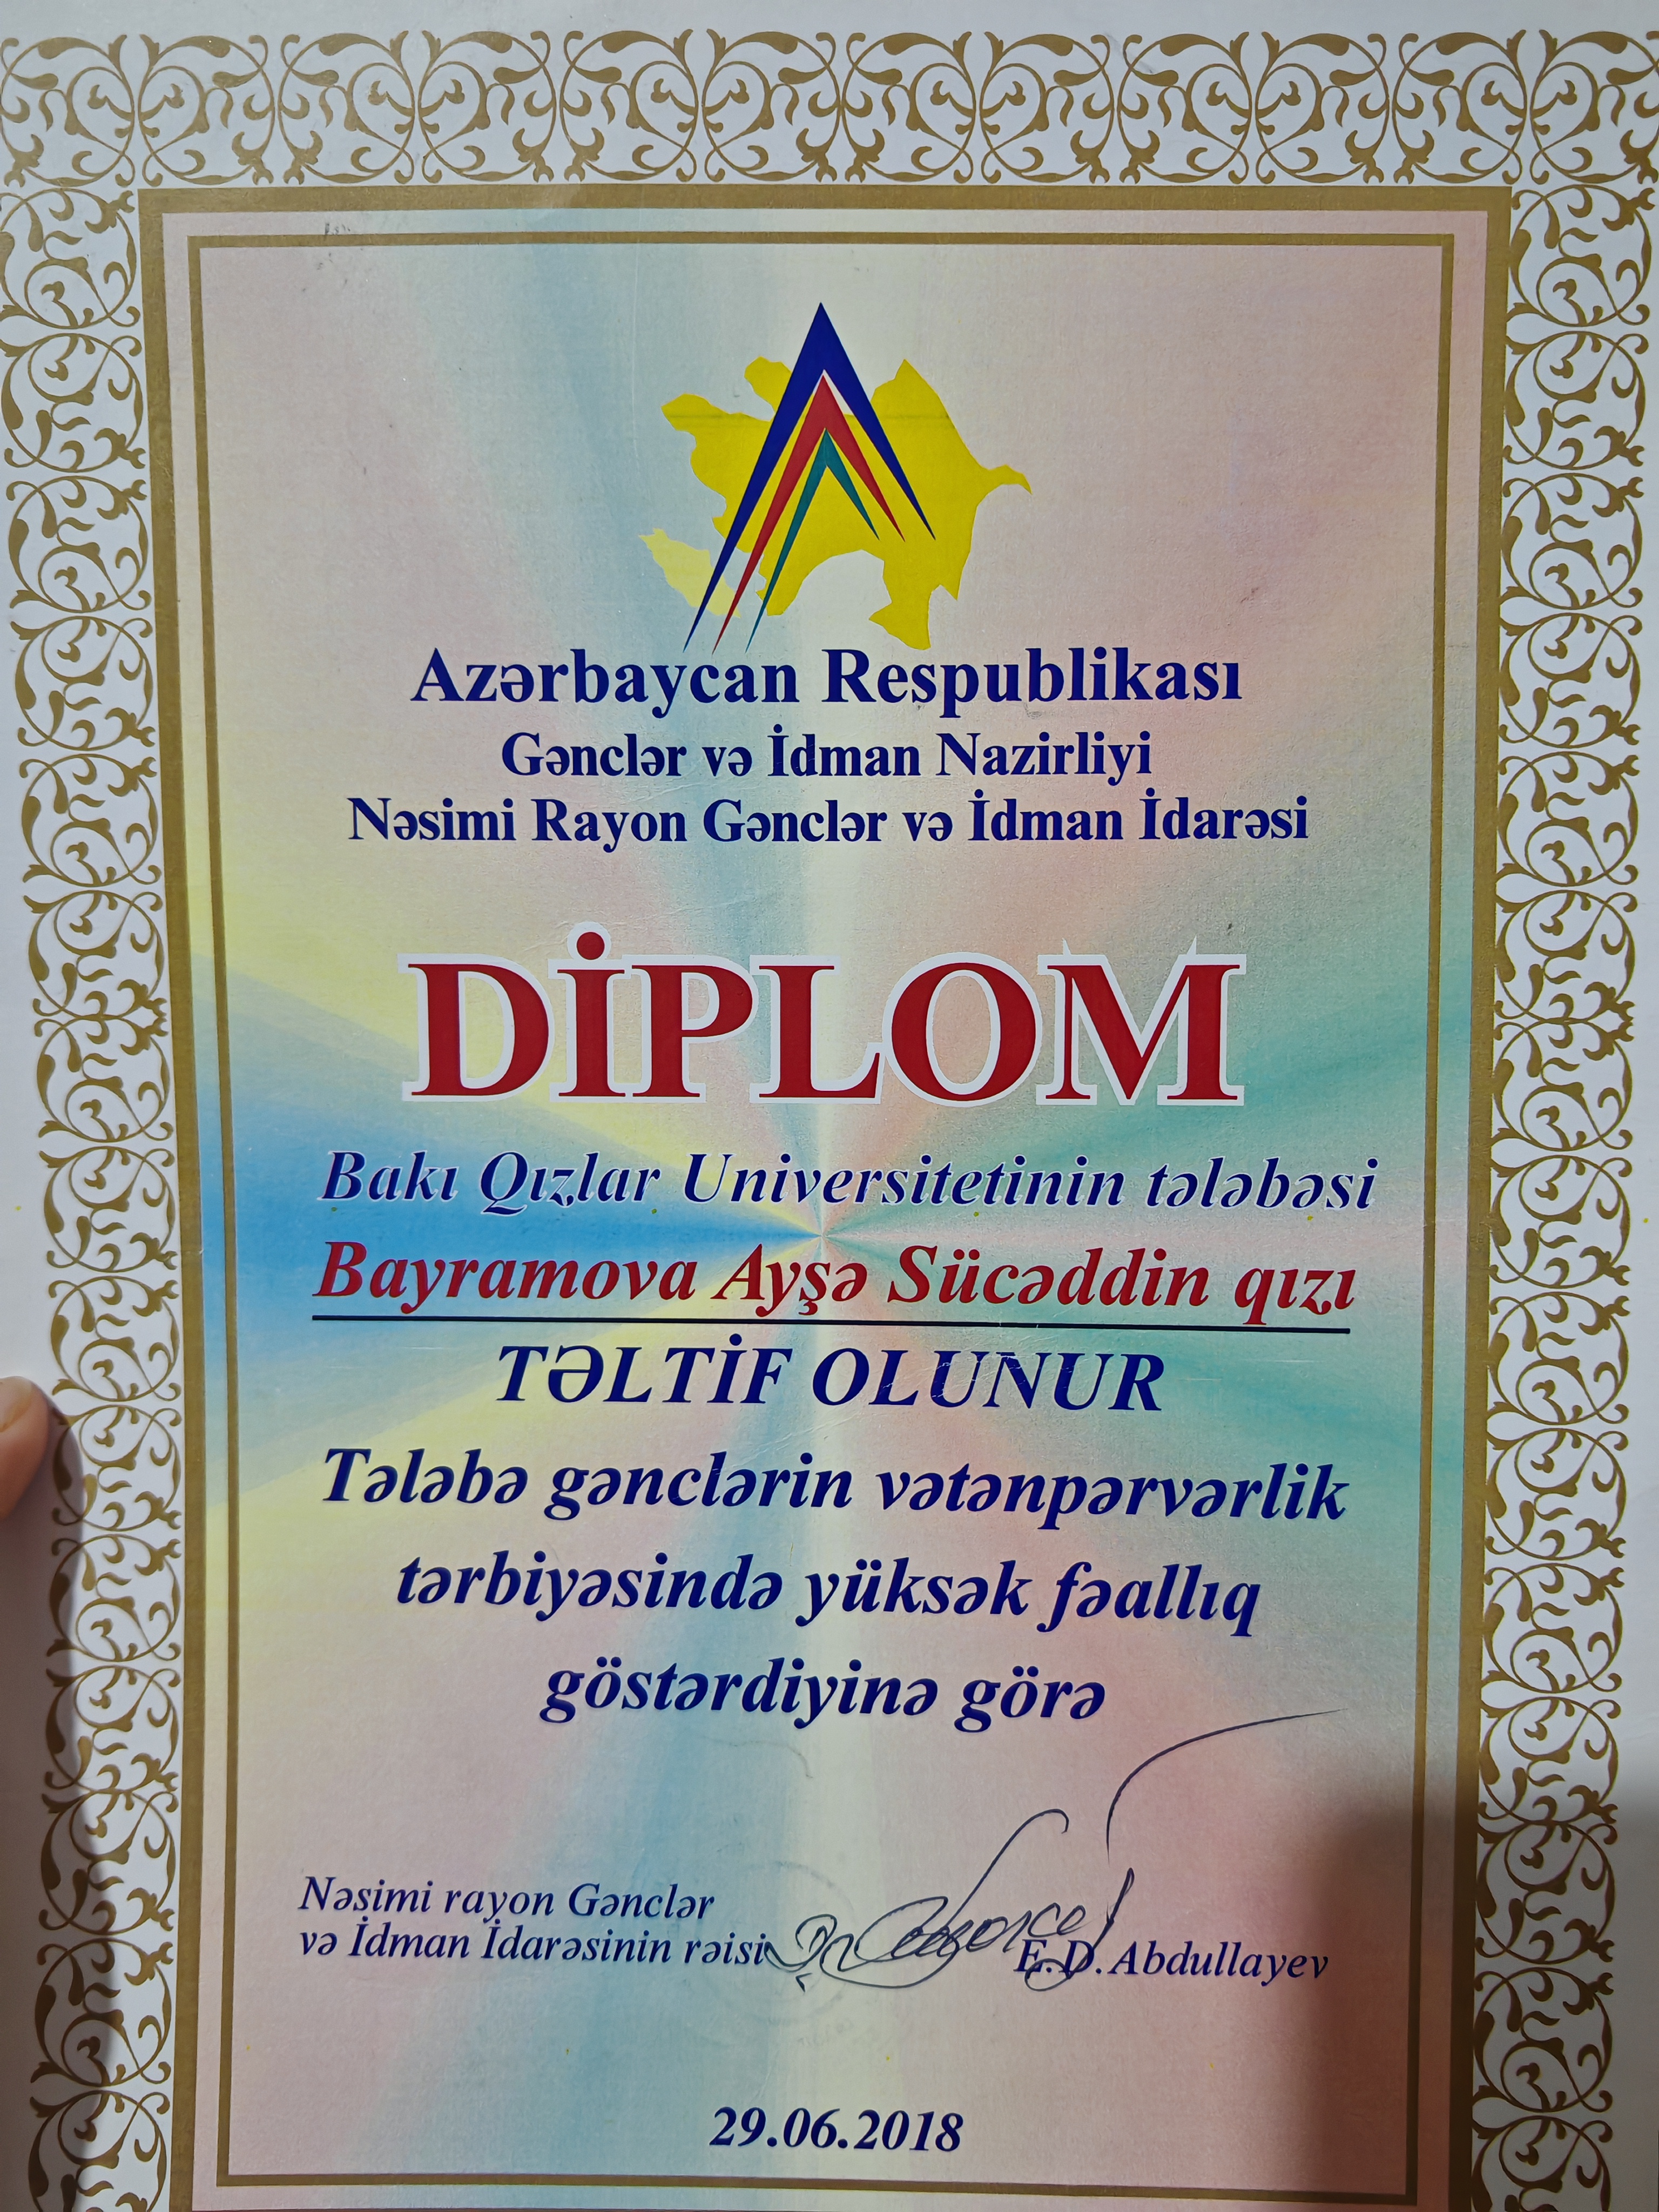 Azərbaycan Respublikası
Gənclər və İdman Nazirliyi
Nəsimi Rayon Gənclər və İdman İdarəsi
DİPLOM
Bakı Qızlar Universitetinin tələbəsi
Bayramova Ayşə Sücəddin qızı
TƏLTİF OLUNUR
Tələbə gənclərin vətənpərvərlik
tərbiyəsində yüksək fəallıq
göstərdiyinə görə
Nəsimi rayon Gənclər
və İdman İdarəsinin rəisi E.D.Abdullayev
29.06.2018